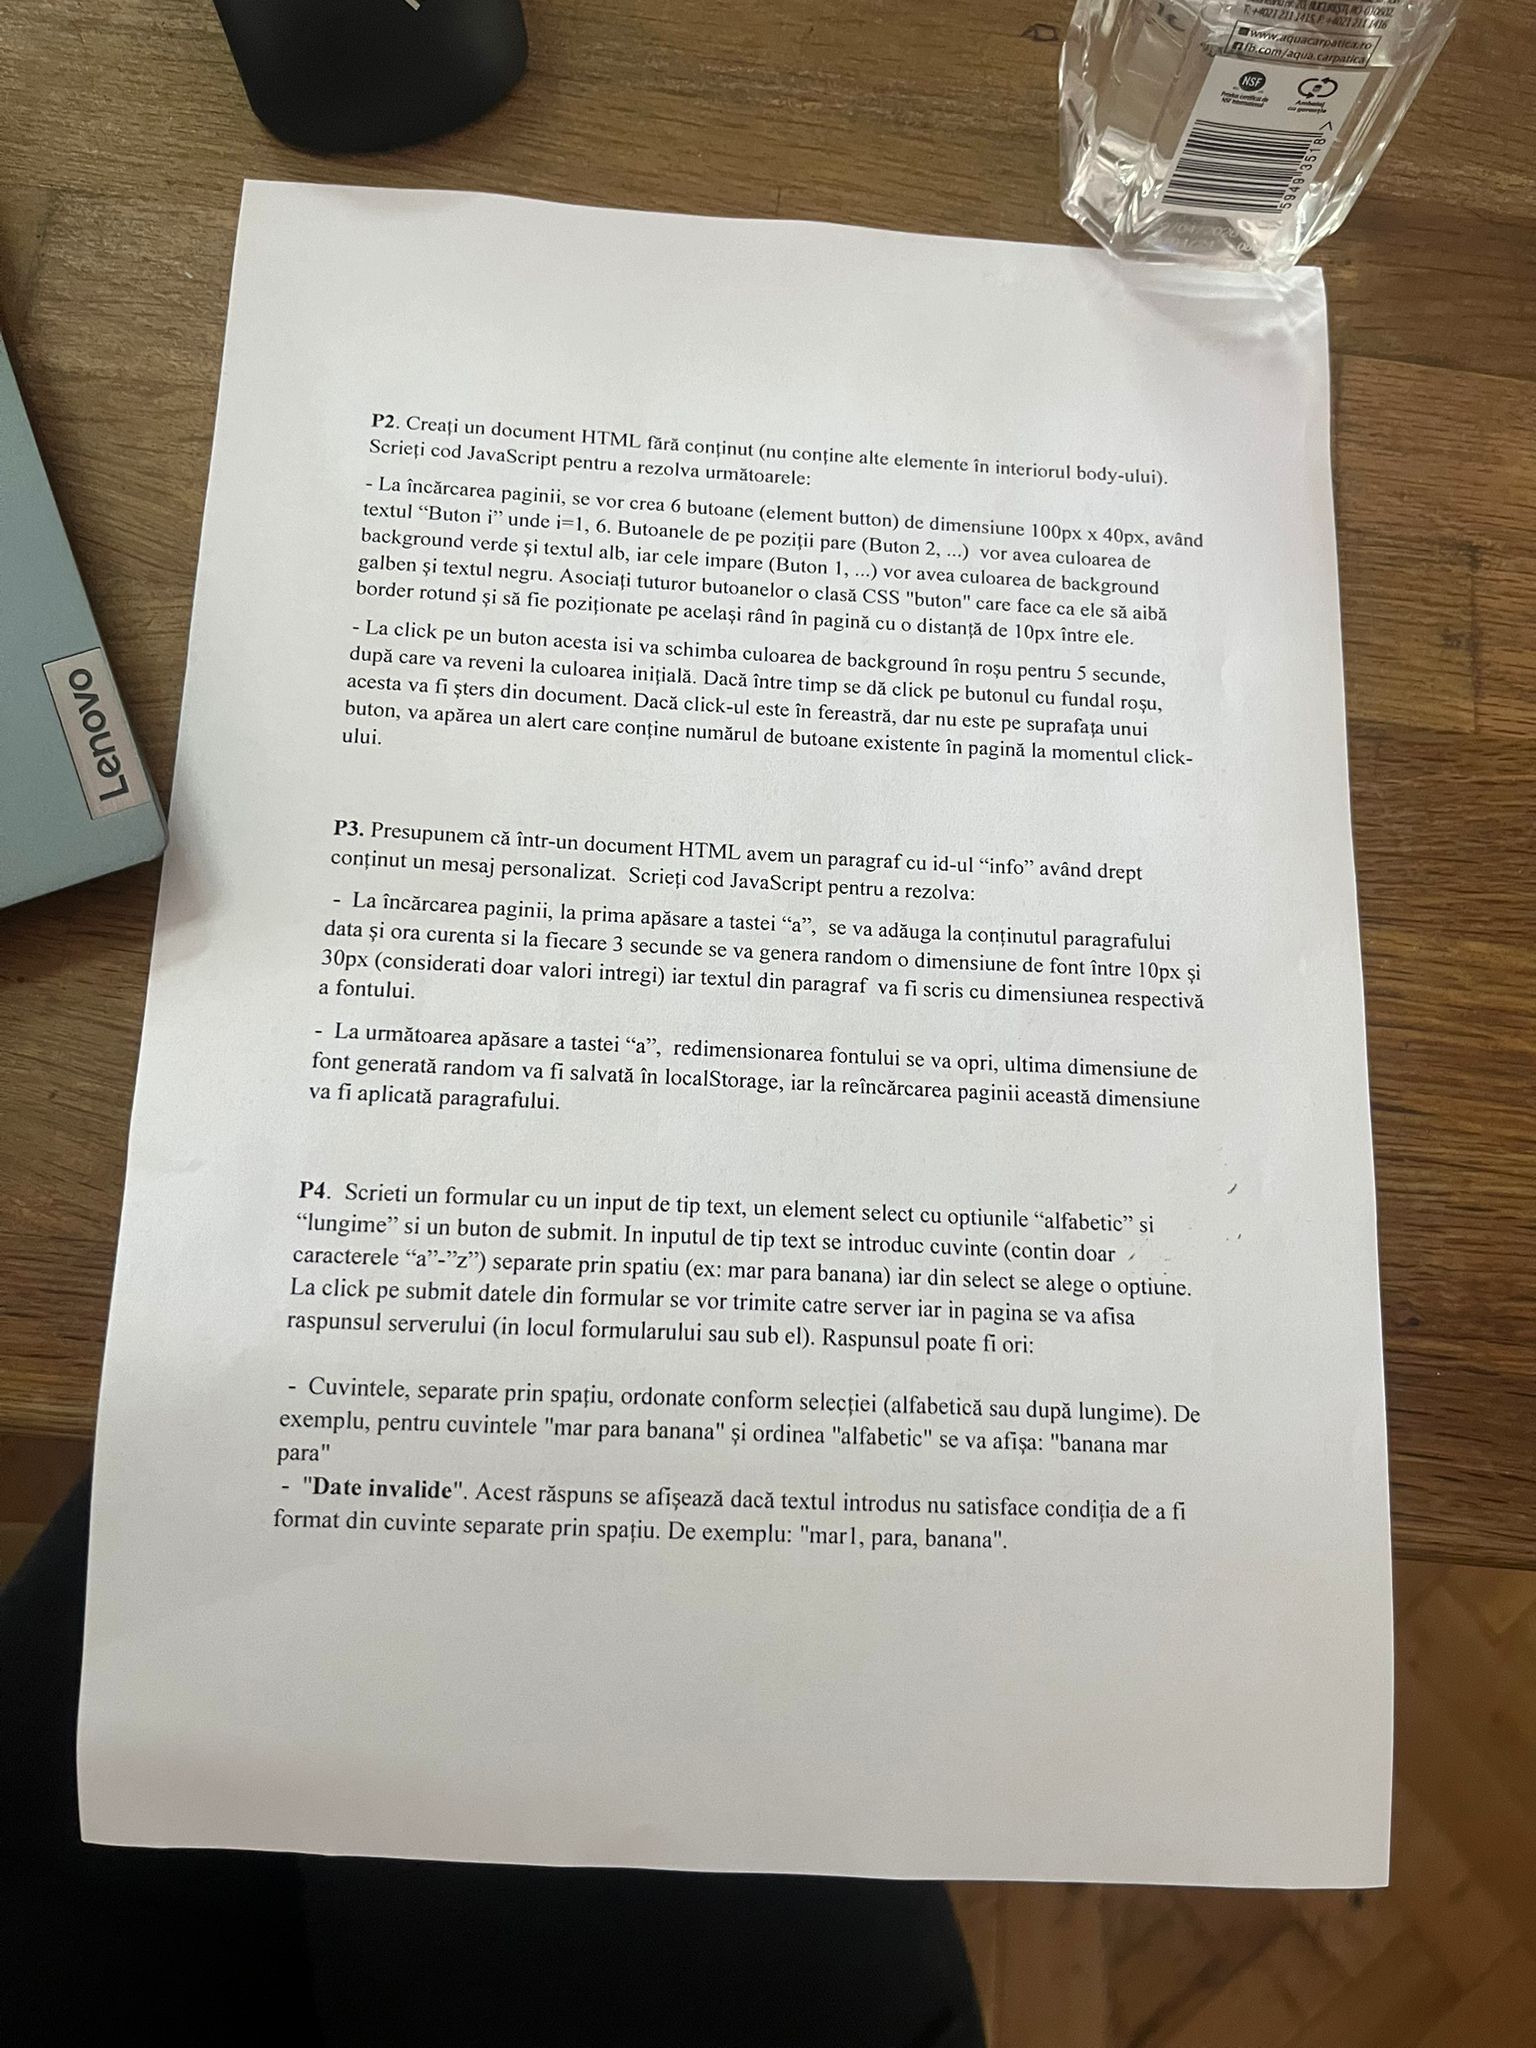 T: +4021 211 1415, F: +4021 211 1416
www.aquacarpatica.ro
fb.com/aqua.carpatica
NSF
Produs certificat de
NSF International
Ambalaj
cu garanție
5949 3518
Lenovo
P2. Creați un document HTML fără conținut (nu conține alte elemente în interiorul body-ului).
Scrieți cod JavaScript pentru a rezolva următoarele:
- La încărcarea paginii, se vor crea 6 butoane (element button) de dimensiune 100px x 40px, având
textul “Buton i” unde i=1, 6. Butoanele de pe poziții pare (Buton 2, ...) vor avea culoarea de
background verde și textul alb, iar cele impare (Buton 1, ...) vor avea culoarea de background
galben și textul negru. Asociați tuturor butoanelor o clasă CSS "buton" care face ca ele să aibă
border rotund și să fie poziționate pe același rând în pagină cu o distanță de 10px între ele.
- La click pe un buton acesta isi va schimba culoarea de background în roșu pentru 5 secunde,
după care va reveni la culoarea inițială. Dacă între timp se dă click pe butonul cu fundal roșu,
acesta va fi șters din document. Dacă click-ul este în fereastră, dar nu este pe suprafața unui
buton, va apărea un alert care conține numărul de butoane existente în pagină la momentul click-
ului.
P3. Presupunem că într-un document HTML avem un paragraf cu id-ul “info” având drept
conținut un mesaj personalizat. Scrieți cod JavaScript pentru a rezolva:
- La încărcarea paginii, la prima apăsare a tastei “a”, se va adăuga la conținutul paragrafului
data și ora curenta si la fiecare 3 secunde se va genera random o dimensiune de font între 10px și
30px (considerati doar valori intregi) iar textul din paragraf va fi scris cu dimensiunea respectivă
a fontului.
- La următoarea apăsare a tastei “a”, redimensionarea fontului se va opri, ultima dimensiune de
font generată random va fi salvată în localStorage, iar la reîncărcarea paginii această dimensiune
va fi aplicată paragrafului.
P4. Scrieti un formular cu un input de tip text, un element select cu optiunile “alfabetic” si
“lungime” si un buton de submit. In inputul de tip text se introduc cuvinte (contin doar
caracterele “a”-”z”) separate prin spatiu (ex: mar para banana) iar din select se alege o optiune.
La click pe submit datele din formular se vor trimite catre server iar in pagina se va afisa
raspunsul serverului (in locul formularului sau sub el). Raspunsul poate fi ori:
- Cuvintele, separate prin spațiu, ordonate conform selecției (alfabetică sau după lungime). De
exemplu, pentru cuvintele "mar para banana" și ordinea "alfabetic" se va afișa: "banana mar
para"
- "Date invalide". Acest răspuns se afișează dacă textul introdus nu satisface condiția de a fi
format din cuvinte separate prin spațiu. De exemplu: "mar1, para, banana".